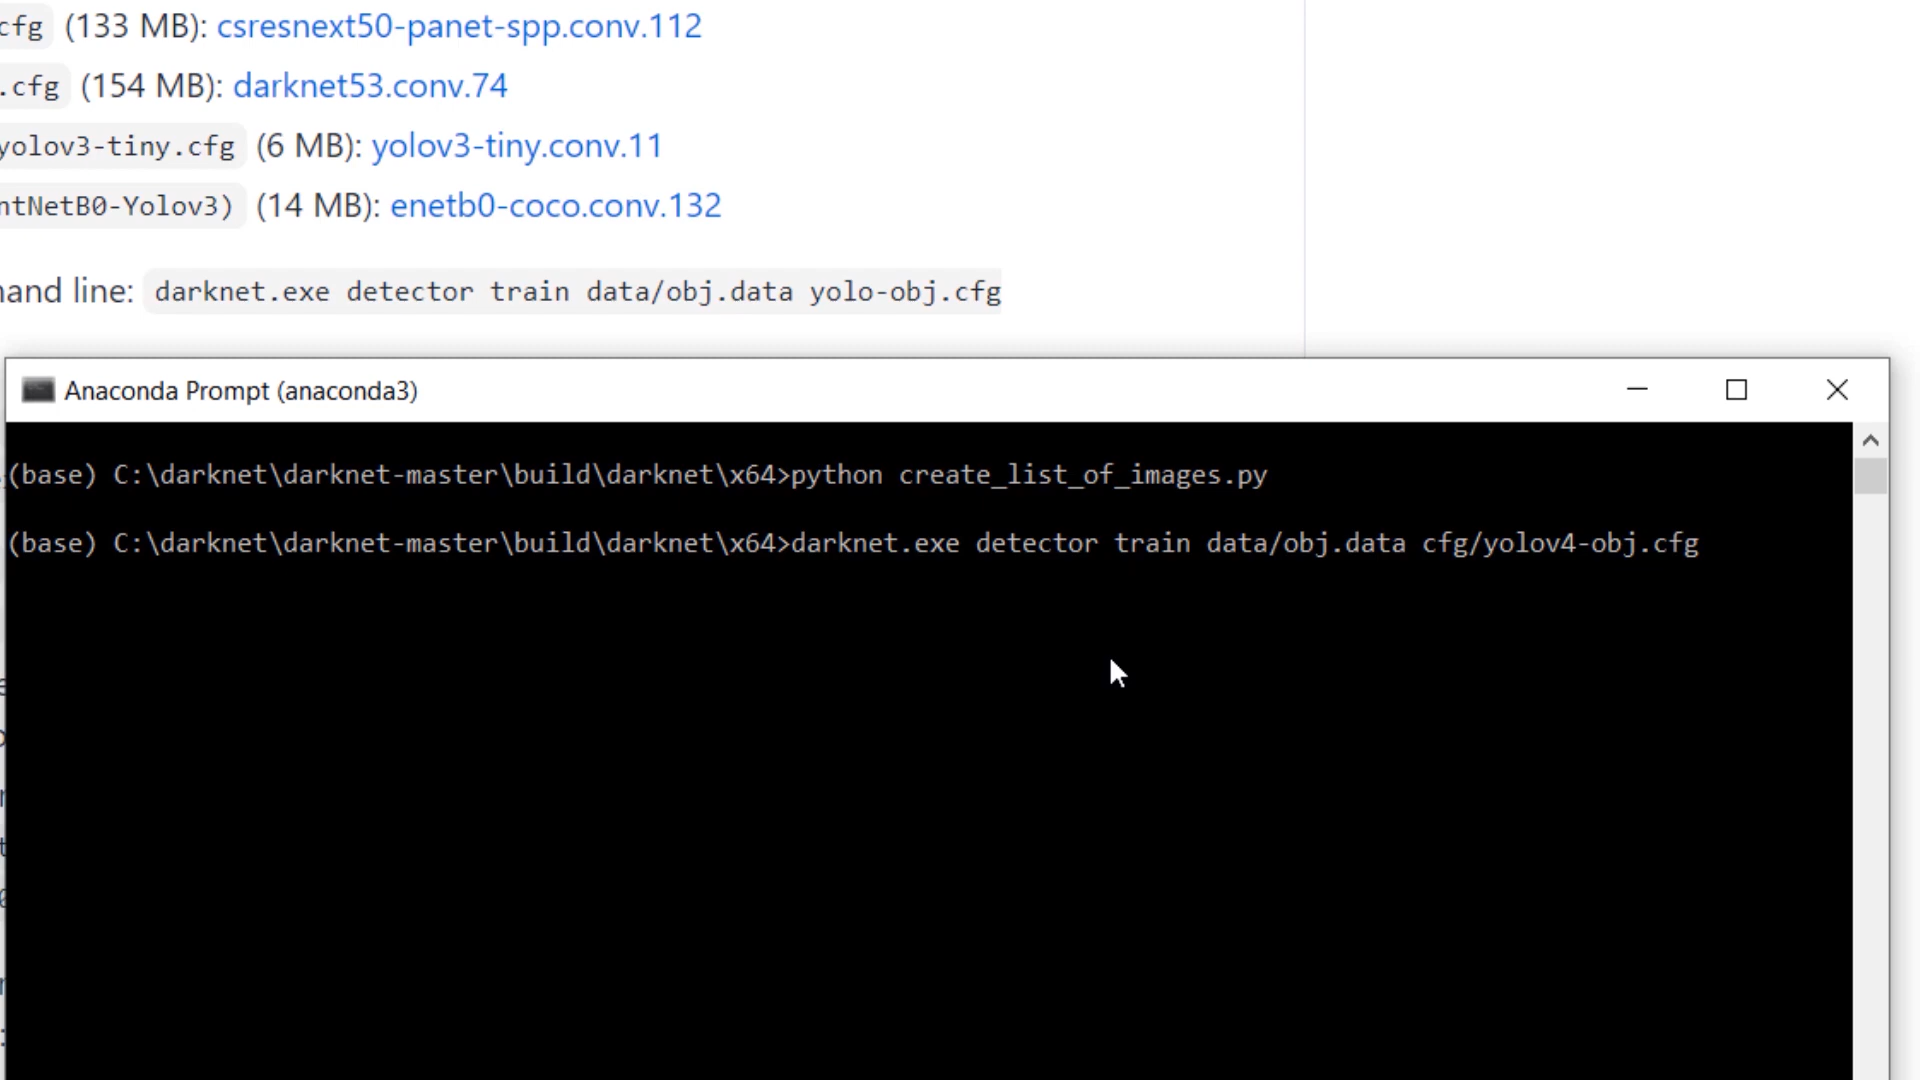 cfg (133 MB): csresnext50-panet-spp.conv.112
.cfg (154 MB): darknet53.conv.74
yolov3-tiny.cfg (6 MB): yolov3-tiny.conv.11
ntNetB0-Yolov3) (14 MB): enetb0-coco.conv.132
mand line: darknet.exe detector train data/obj.data yolo-obj.cfg
Anaconda Prompt (anaconda3)
(base) C:\darknet\darknet-master\build\darknet\x64>python create_list_of_images.py
(base) C:\darknet\darknet-master\build\darknet\x64>darknet.exe detector train data/obj.data cfg/yolov4-obj.cfg